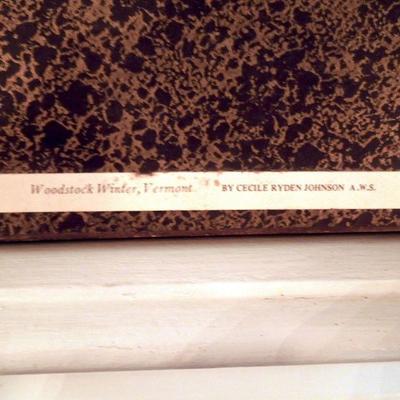 Woodstock Winter, Vermont BY CECILE RYDEN JOHNSON A.W.S.